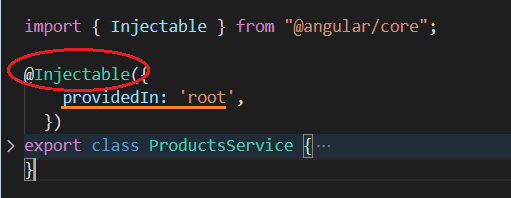 import { Injectable } from "@angular/core";
@Injectable({
providedIn: 'root',
})
export class ProductsService {…
}